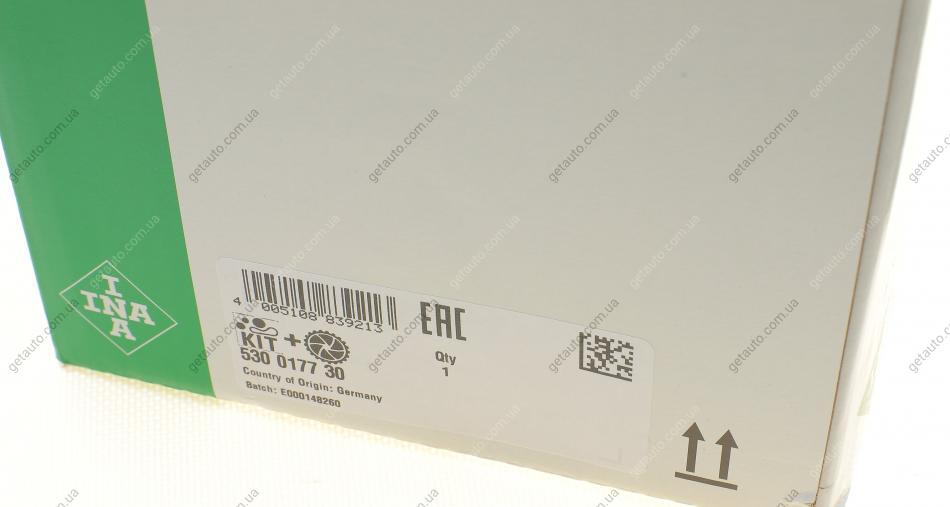 I
INA
A
4 005108 839213
EAC
KIT +
530 0177 30
Qty
1
Country of Origin: Germany
Batch: E000148260
getauto.com.ua